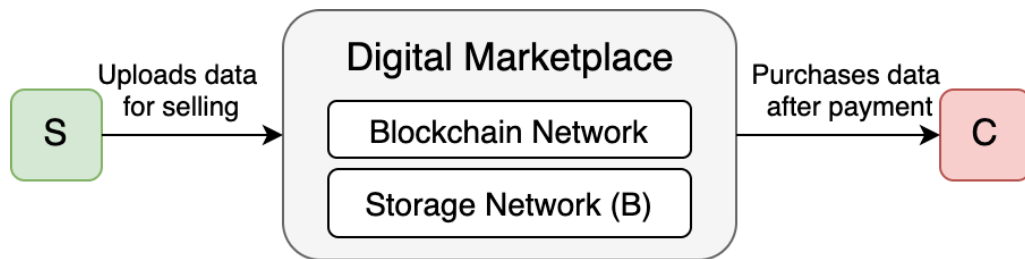 Uploads data
for selling
S
Digital Marketplace
Blockchain Network
Storage Network (B)
Purchases data
after payment
C